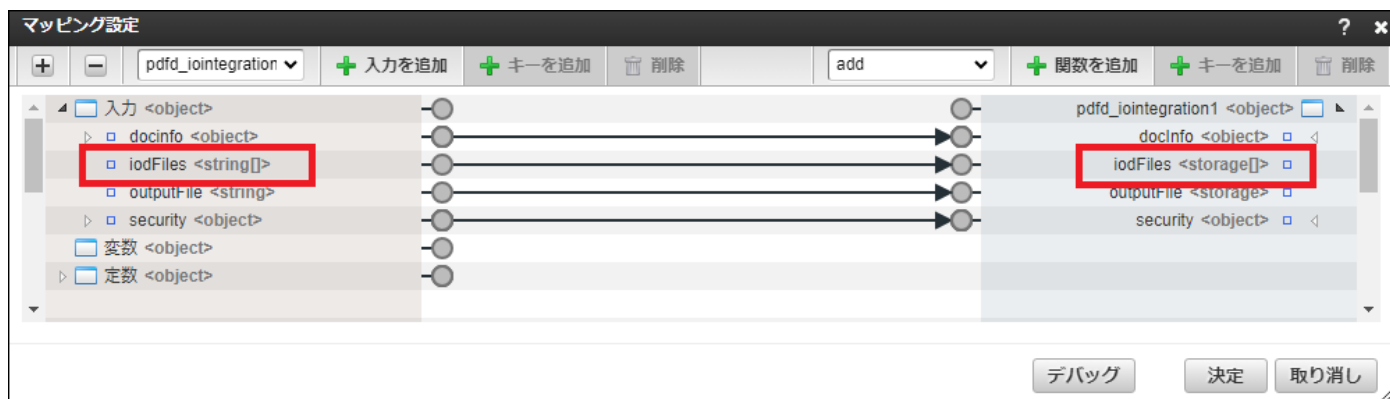 マッピング設定 ? ×
pdfd_iointegration 入力を追加 キーを追加 削除 add 関数を追加 キーを追加 削除
入力 <object> pdfd_iointegration1 <object>
docinfo <object> docInfo <object>
iodFiles <string[]> iodFiles <storage[]>
outputFile <string> outputFile <storage>
security <object> security <object>
変数 <object>
定数 <object>
デバッグ 決定 取り消し